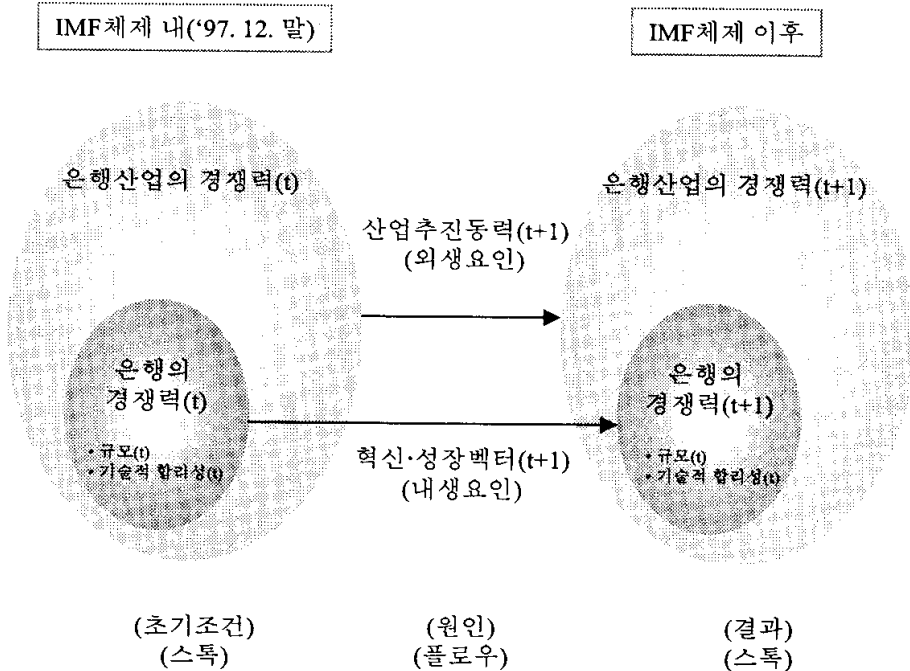 IMF체제 내(‘97. 12. 말)
IMF체제 이후
은행산업의 경쟁력(t)
은행산업의 경쟁력(t+1)
산업추진동력(t+1)
(외생요인)
은행의
경쟁력(t)
• 규모(t)
• 기술적 합리성(t)
은행의
경쟁력(t+1)
• 규모(t)
• 기술적 합리성(t)
혁신·성장벡터(t+1)
(내생요인)
(초기조건)
(스톡)
(원인)
(플로우)
(결과)
(스톡)